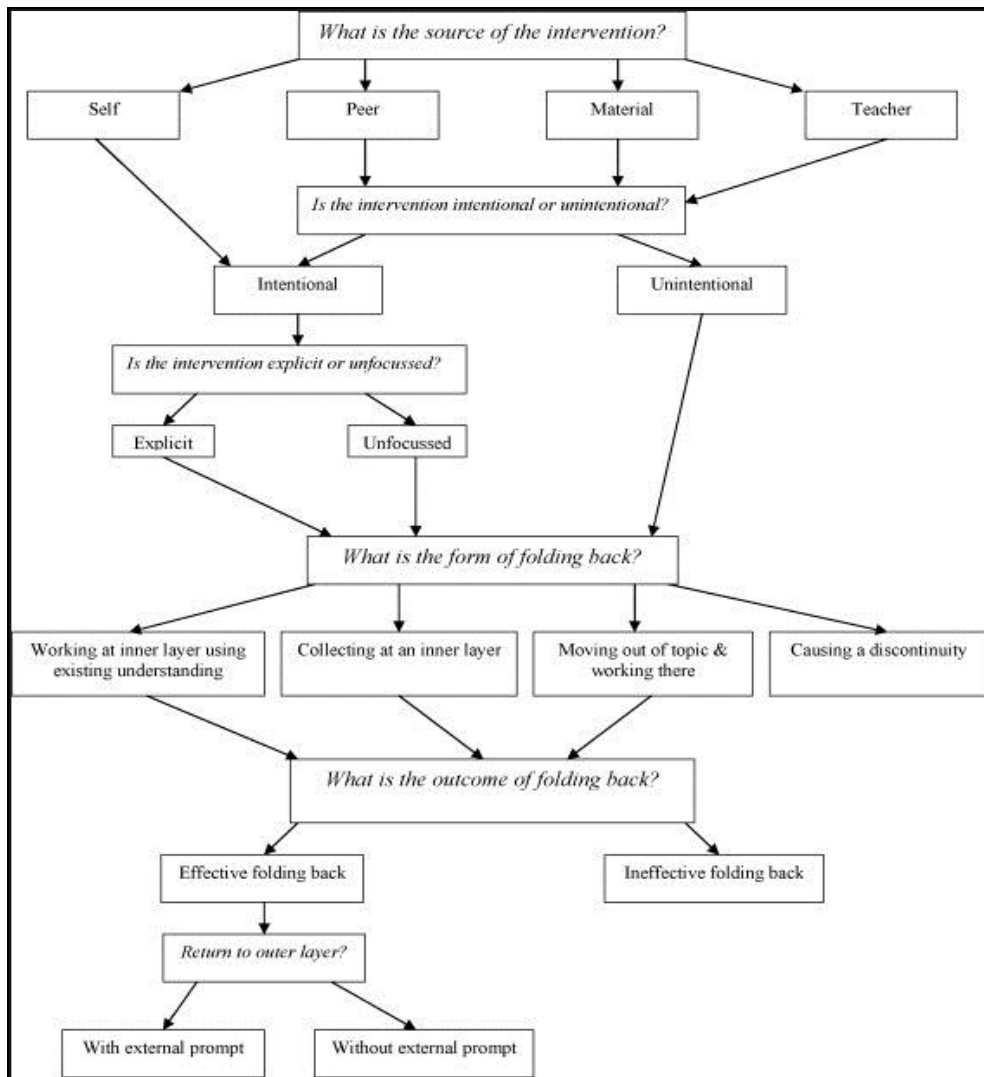 What is the source of the intervention?
Self
Peer
Material
Teacher
Is the intervention intentional or unintentional?
Intentional
Unintentional
Is the intervention explicit or unfocussed?
Explicit
Unfocussed
What is the form of folding back?
Working at inner layer using
existing understanding
Collecting at an inner layer
Moving out of topic &
working there
Causing a discontinuity
What is the outcome of folding back?
Effective folding back
Ineffective folding back
Return to outer layer?
With external prompt
Without external prompt